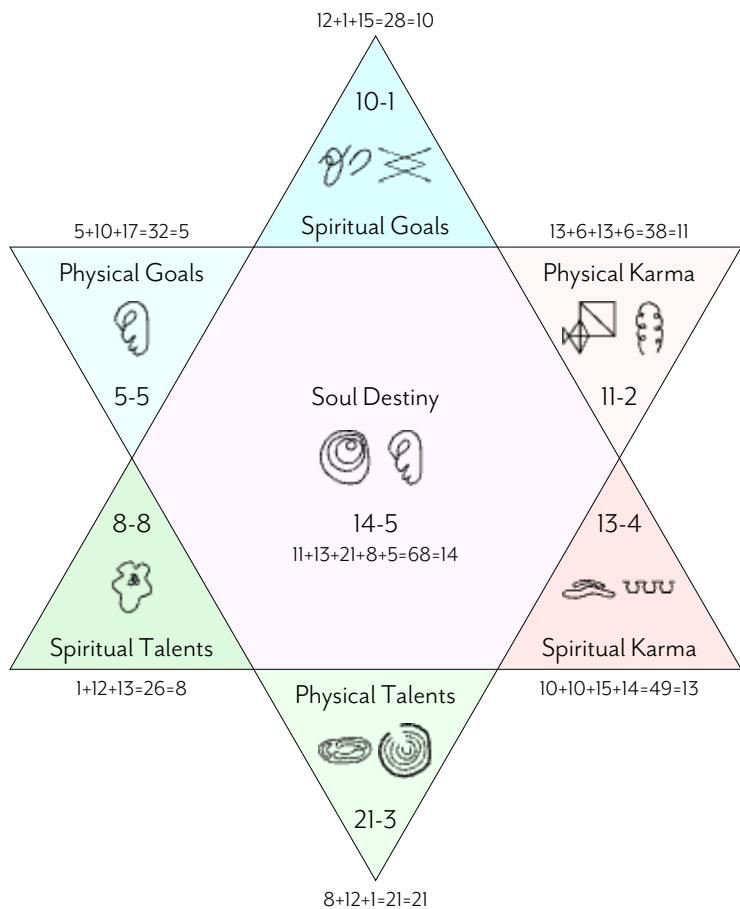 12+1+15=28=10
10-1
Spiritual Goals
5+10+17=32=5
13+6+13+6=38=11
Physical Goals
Physical Karma
5-5
11-2
Soul Destiny
14-5
11+13+21+8+5=68=14
8-8
13-4
Spiritual Talents
Spiritual Karma
1+12+13=26=8
10+10+15+14=49=13
Physical Talents
21-3
8+12+1=21=21